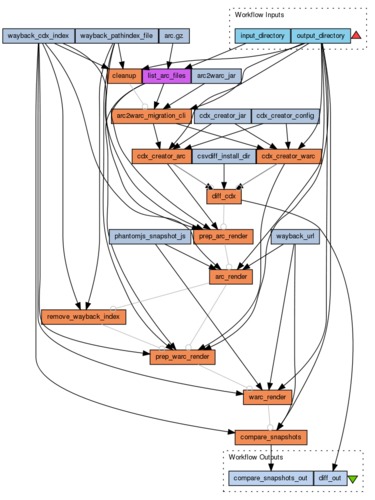 Workflow Inputs
wayback_cdx_index wayback_pathindex_file arc.gz input_directory output_directory
cleanup list_arc_files arc2warc_jar
arc2warc_migration_cli cdx_creator_jar cdx_creator_config
cdx_creator_arc csvdiff_install_dir cdx_creator_warc
diff_cdx
phantomjs_snapshot_js prep_arc_render wayback_url
arc_render
remove_wayback_index
prep_warc_render
warc_render
compare_snapshots
Workflow Outputs
compare_snapshots_out diff_out